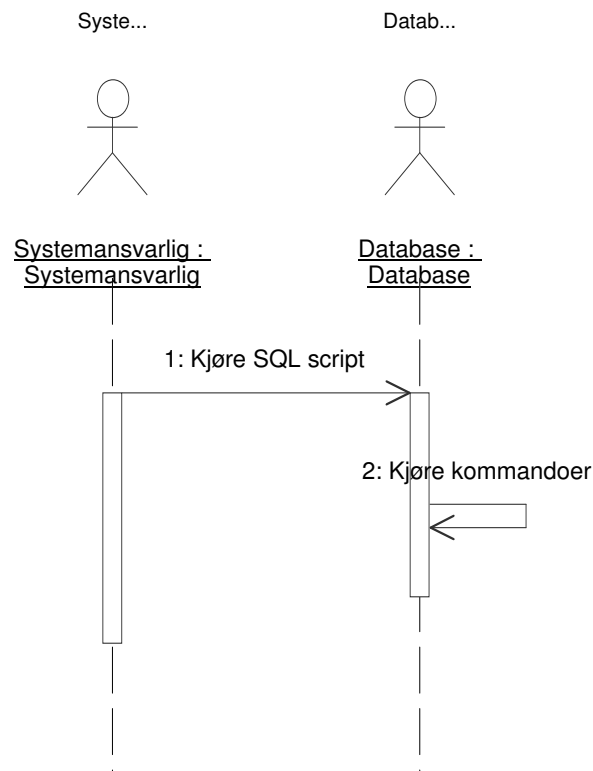 Syste...
Datab...
Systemansvarlig :
Systemansvarlig
Database :
Database
1: Kjøre SQL script
2: Kjøre kommandoer